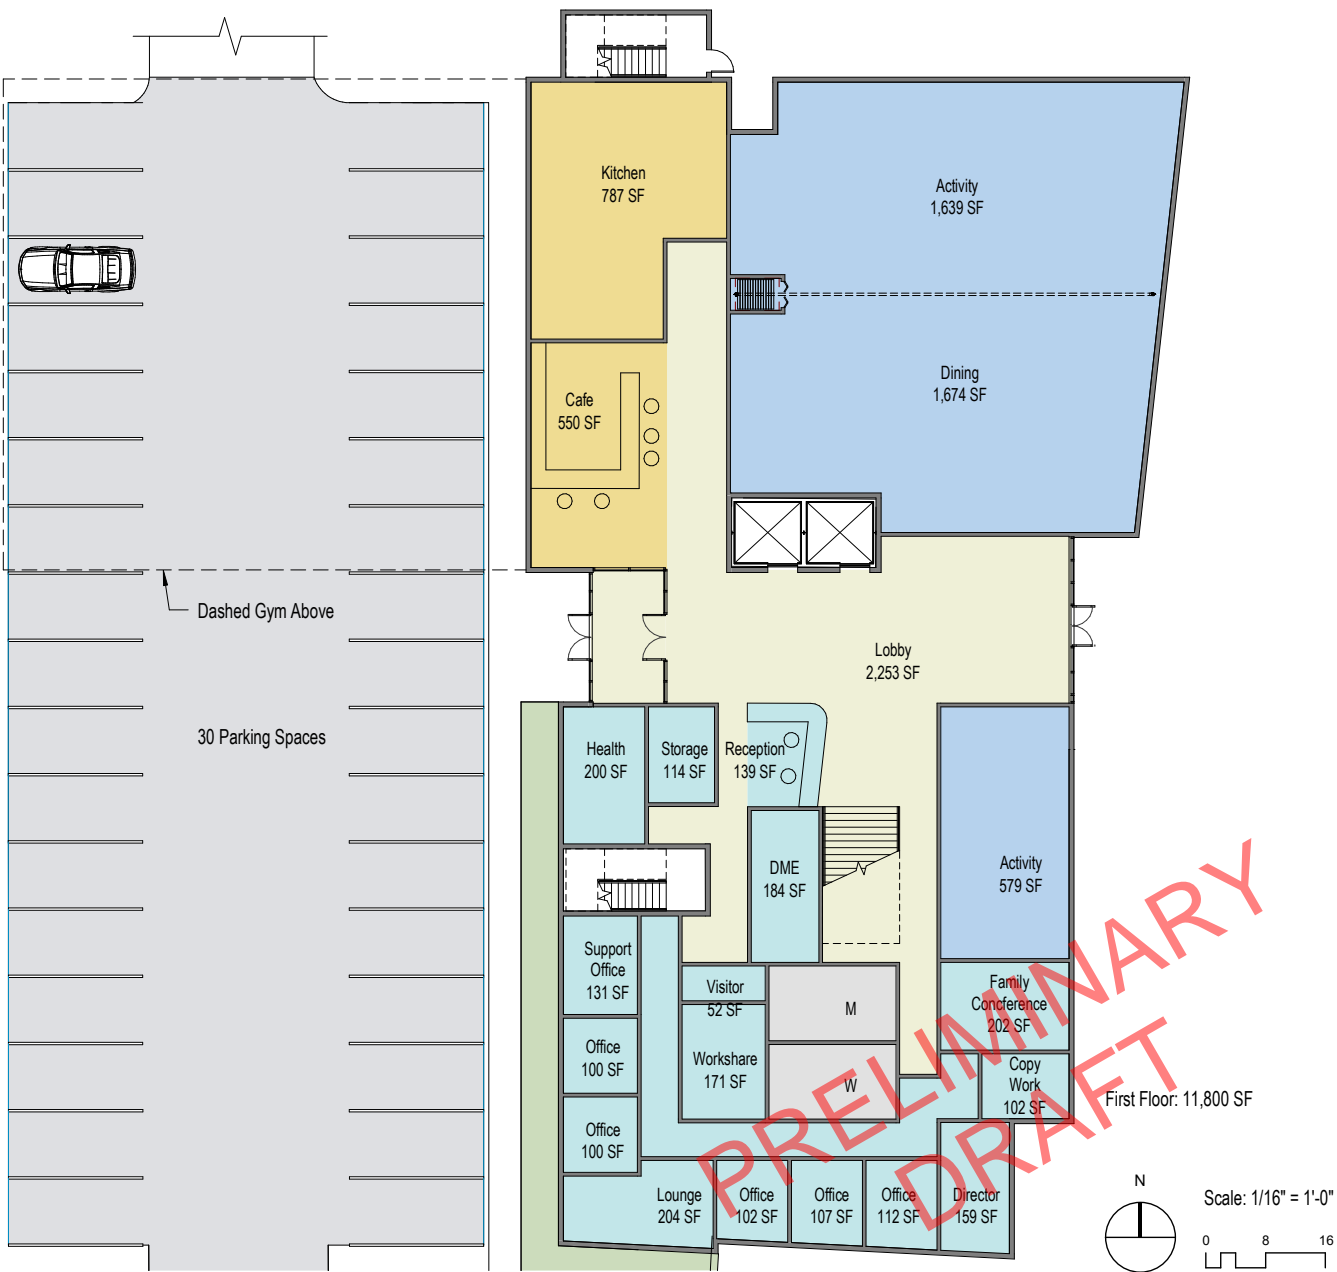 Kitchen
787 SF
Activity
1,639 SF
Dining
1,674 SF
Cafe
550 SF
Dashed Gym Above
Lobby
2,253 SF
30 Parking Spaces
Health
200 SF
Storage
114 SF
Reception
139 SF
DME
184 SF
Activity
579 SF
Support
Office
131 SF
Visitor
52 SF
M
Family
Concference
202 SF
Office
100 SF
Workshare
171 SF
W
Copy
Work
102 SF
First Floor: 11,800 SF
Office
100 SF
Lounge
204 SF
Office
102 SF
Office
107 SF
Office
112 SF
Director
159 SF
PRELIMINARY
DRAFT
N
Scale: 1/16" = 1'-0"
0 8 16